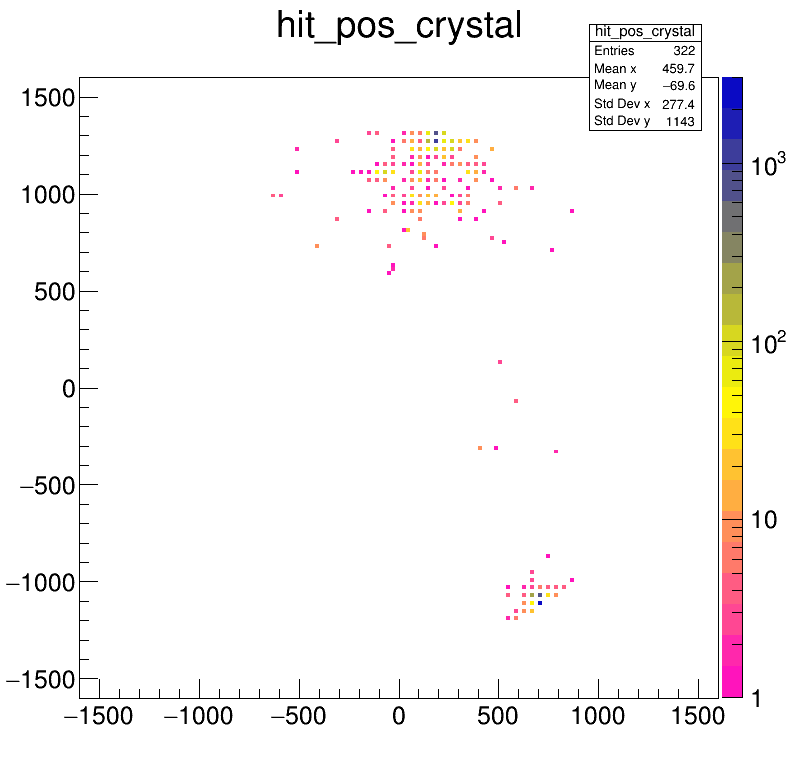 hit_pos_crystal
hit_pos_crystal
Entries 322
Mean x 459.7
Mean y −69.6
Std Dev x 277.4
Std Dev y 1143
1500
1000
500
0
−500
−1000
−1500
−1500 −1000 −500 0 500 1000 1500
10³
10²
10
1